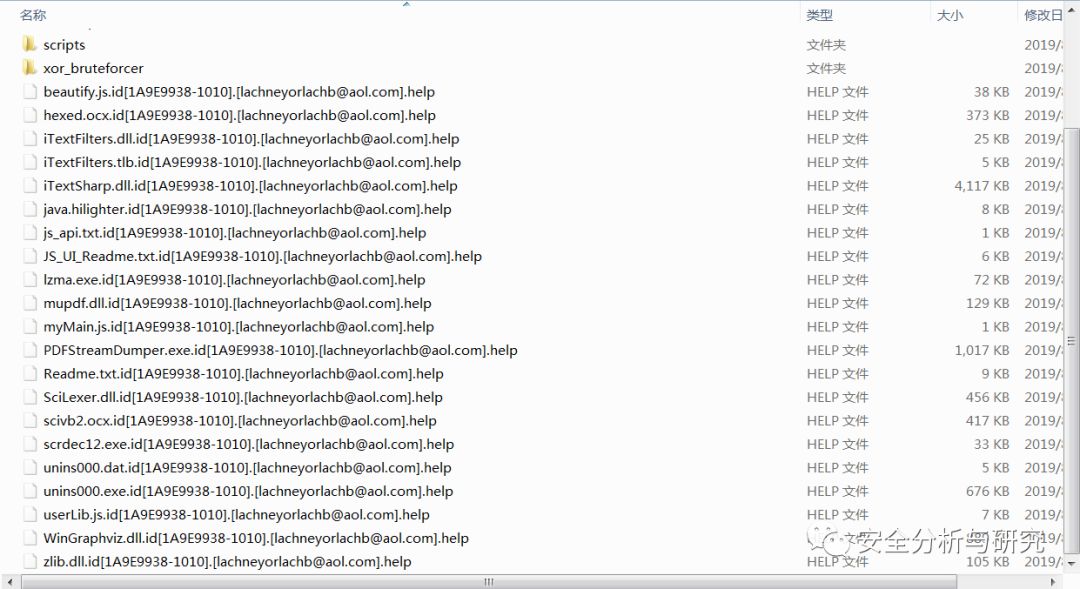 名称 类型 大小 修改日
scripts 文件夹 2019/
xor_bruteforcer 文件夹 2019/
beautify.js.id[1A9E9938-1010].[lachneyorlachb@aol.com].help HELP 文件 38 KB 2019/
hexed.ocx.id[1A9E9938-1010].[lachneyorlachb@aol.com].help HELP 文件 373 KB 2019/
iTextFilters.dll.id[1A9E9938-1010].[lachneyorlachb@aol.com].help HELP 文件 25 KB 2019/
iTextFilters.tlb.id[1A9E9938-1010].[lachneyorlachb@aol.com].help HELP 文件 5 KB 2019/
iTextSharp.dll.id[1A9E9938-1010].[lachneyorlachb@aol.com].help HELP 文件 4,117 KB 2019/
java.hilighter.id[1A9E9938-1010].[lachneyorlachb@aol.com].help HELP 文件 8 KB 2019/
js_api.txt.id[1A9E9938-1010].[lachneyorlachb@aol.com].help HELP 文件 1 KB 2019/
JS_UI_Readme.txt.id[1A9E9938-1010].[lachneyorlachb@aol.com].help HELP 文件 6 KB 2019/
lzma.exe.id[1A9E9938-1010].[lachneyorlachb@aol.com].help HELP 文件 72 KB 2019/
mupdf.dll.id[1A9E9938-1010].[lachneyorlachb@aol.com].help HELP 文件 129 KB 2019/
myMain.js.id[1A9E9938-1010].[lachneyorlachb@aol.com].help HELP 文件 1 KB 2019/
PDFStreamDumper.exe.id[1A9E9938-1010].[lachneyorlachb@aol.com].help HELP 文件 1,017 KB 2019/
Readme.txt.id[1A9E9938-1010].[lachneyorlachb@aol.com].help HELP 文件 9 KB 2019/
SciLexer.dll.id[1A9E9938-1010].[lachneyorlachb@aol.com].help HELP 文件 456 KB 2019/
scivb2.ocx.id[1A9E9938-1010].[lachneyorlachb@aol.com].help HELP 文件 417 KB 2019/
scrdec12.exe.id[1A9E9938-1010].[lachneyorlachb@aol.com].help HELP 文件 33 KB 2019/
unins000.dat.id[1A9E9938-1010].[lachneyorlachb@aol.com].help HELP 文件 5 KB 2019/
unins000.exe.id[1A9E9938-1010].[lachneyorlachb@aol.com].help HELP 文件 676 KB 2019/
userLib.js.id[1A9E9938-1010].[lachneyorlachb@aol.com].help HELP 文件 7 KB 2019/
WinGraphviz.dll.id[1A9E9938-1010].[lachneyorlachb@aol.com].help
安全分析与研究
zlib.dll.id[1A9E9938-1010].[lachneyorlachb@aol.com].help HELP 文件 105 KB 2019/